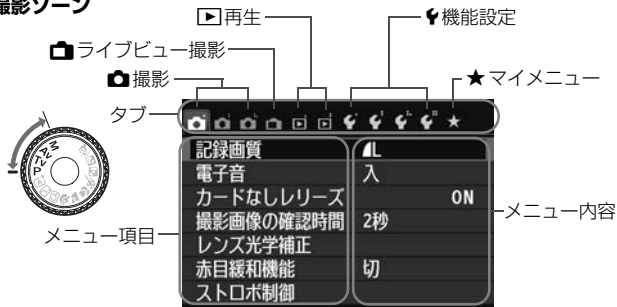 撮影ゾーン
再生
機能設定
ライブビュー撮影
撮影
★マイメニュー
タブ
記録画質 L
電子音 入
カードなしレリーズ ON
撮影画像の確認時間 2秒
レンズ光学補正
赤目緩和機能 切
ストロボ制御
メニュー項目
メニュー内容